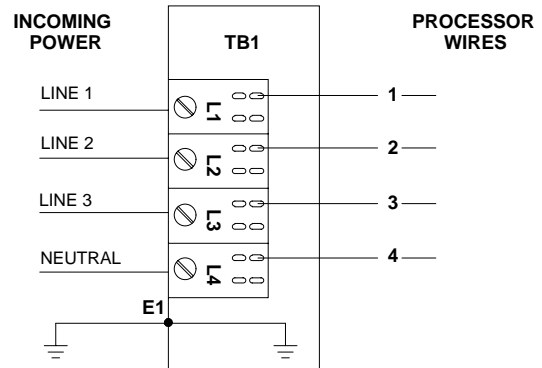 INCOMING
POWER
TB1
PROCESSOR
WIRES
LINE 1
L1
1
LINE 2
L2
2
LINE 3
L3
3
NEUTRAL
L4
4
E1